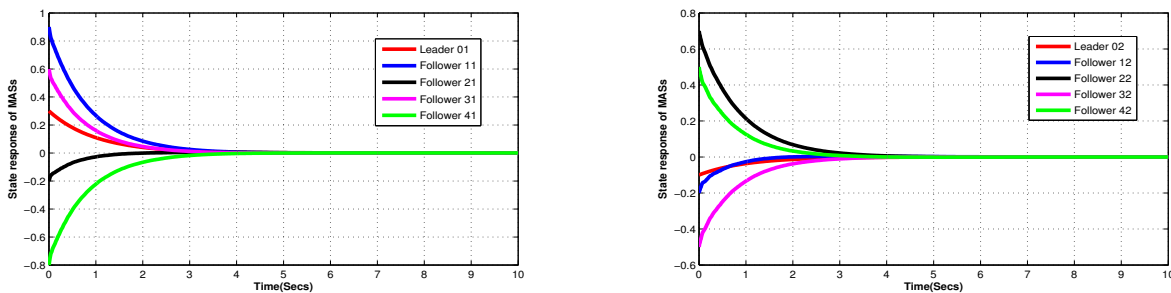 State response of MASs
1
0.8
0.6
0.4
0.2
0
−0.2
−0.4
−0.6
−0.8
Leader 01
Follower 11
Follower 21
Follower 31
Follower 41
0 1 2 3 4 5 6 7 8 9 10
Time(Secs)
State response of MASs
0.8
0.6
0.4
0.2
0
−0.2
−0.4
−0.6
Leader 02
Follower 12
Follower 22
Follower 32
Follower 42
0 1 2 3 4 5 6 7 8 9 10
Time(Secs)